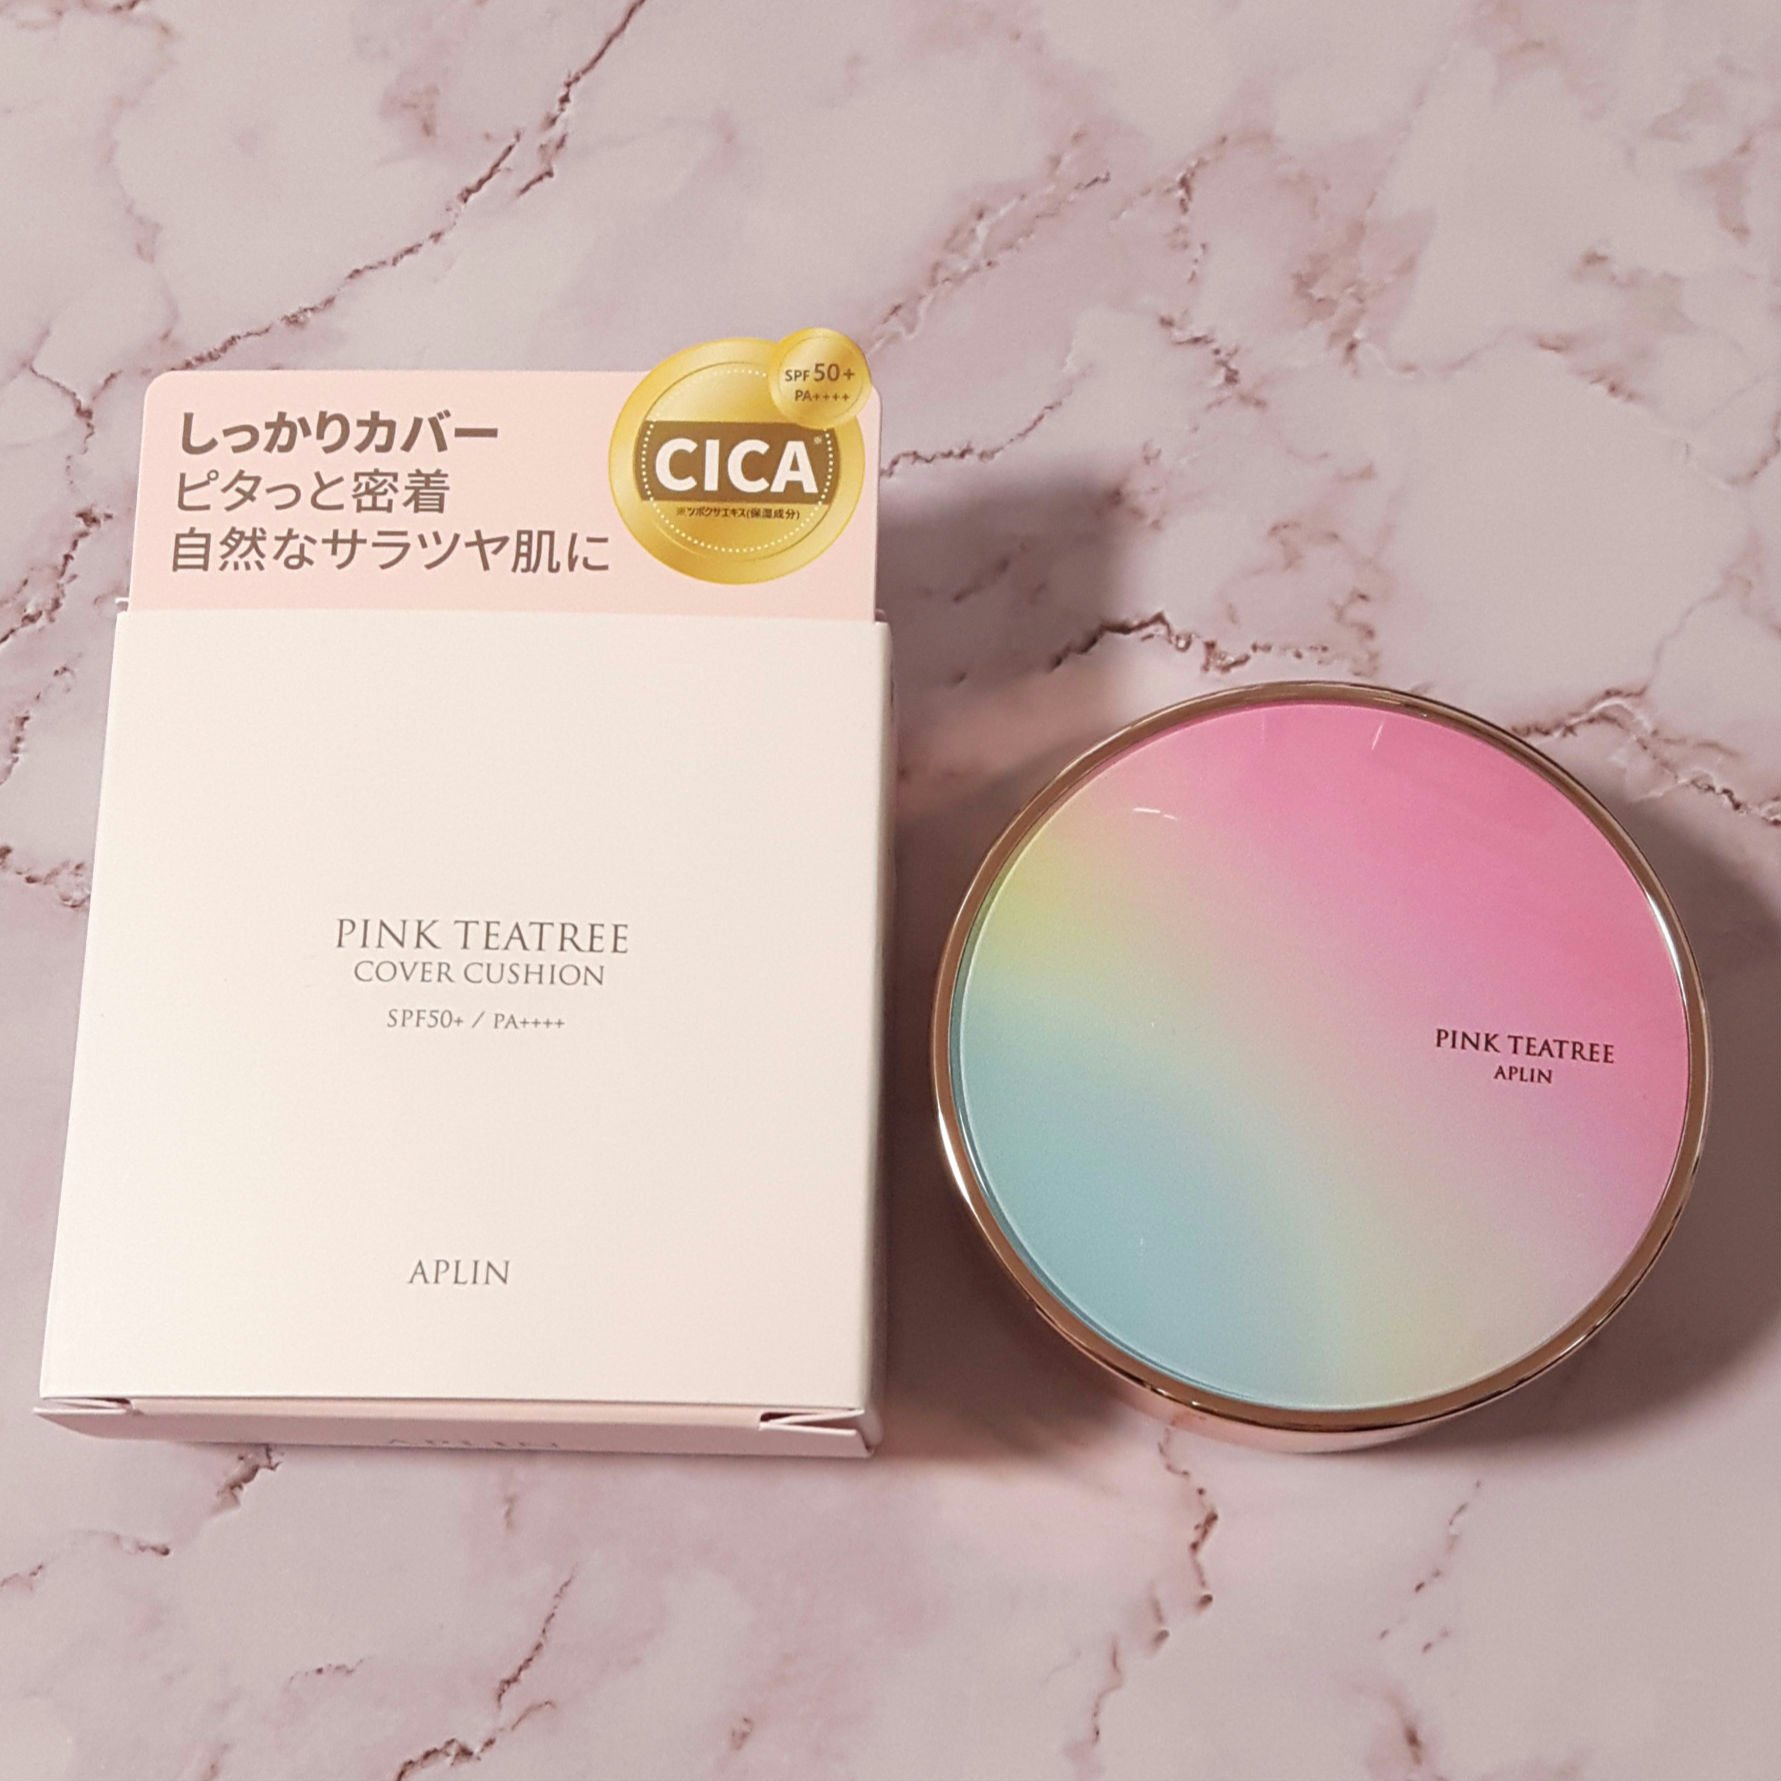 しっかりカバー
ピタっと密着
自然なサラツヤ肌に
SPF 50+
PA++++
CICA※
※ツボクサエキス(保湿成分)
PINK TEATREE
COVER CUSHION
SPF50+ / PA++++
APLIN
PINK TEATREE
APLIN